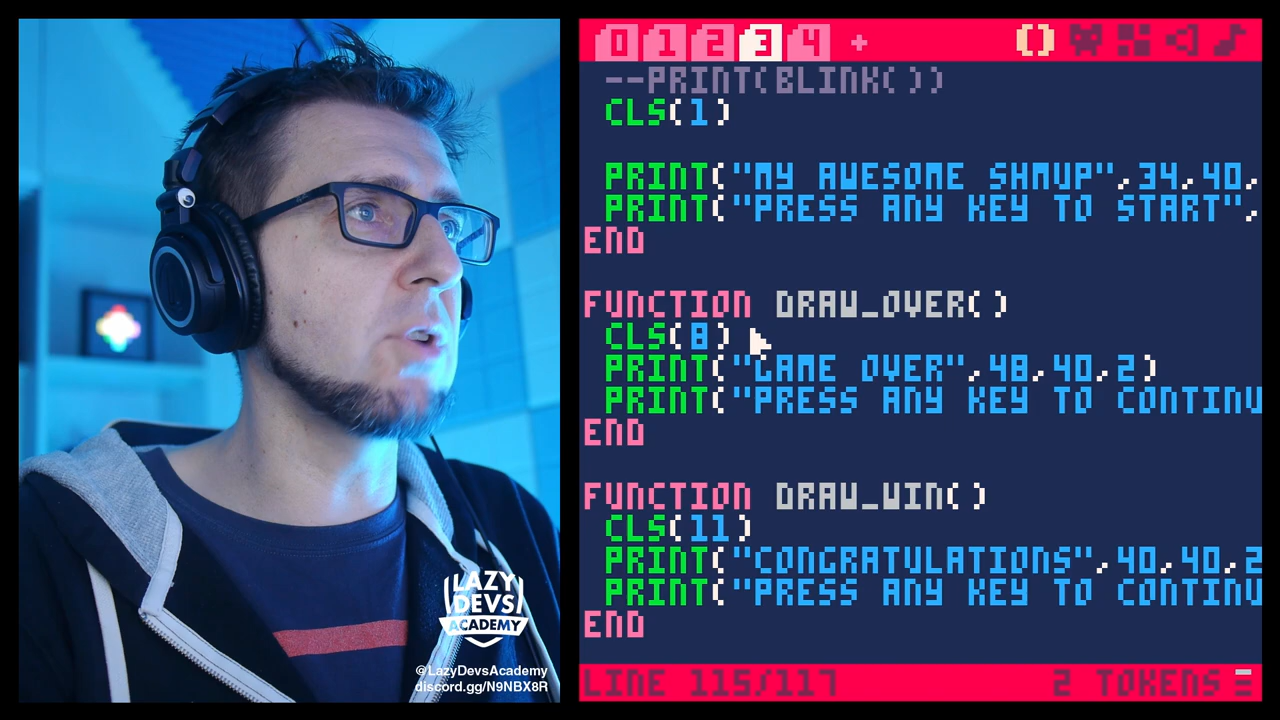 LAZY
DEVS
ACADEMY
@LazyDevsAcademy
discord.gg/N9NBX8R
0 1 2 3 4 +
--PRINT(BLINK())
CLS(1)
PRINT("MY AWESOME SHMUP",34,40,
PRINT("PRESS ANY KEY TO START",
END
FUNCTION DRAW_OVER()
CLS(8)
PRINT("GAME OVER",48,40,2)
PRINT("PRESS ANY KEY TO CONTINU
END
FUNCTION DRAW_WIN()
CLS(11)
PRINT("CONGRATULATIONS",40,40,2
PRINT("PRESS ANY KEY TO CONTINU
END
LINE 115/117
2 TOKENS